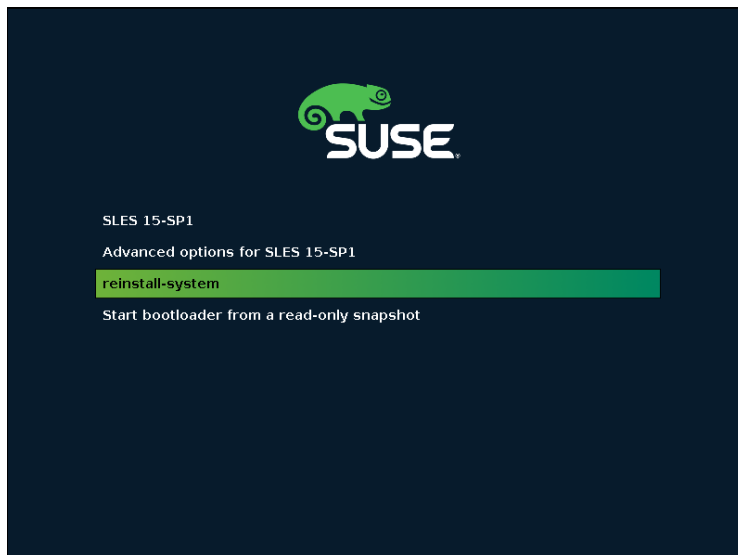 SUSE
SLES 15-SP1
Advanced options for SLES 15-SP1
reinstall-system
Start bootloader from a read-only snapshot